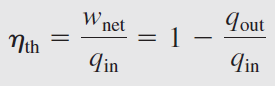 η_th = w_net / q_in = 1 − q_out / q_in